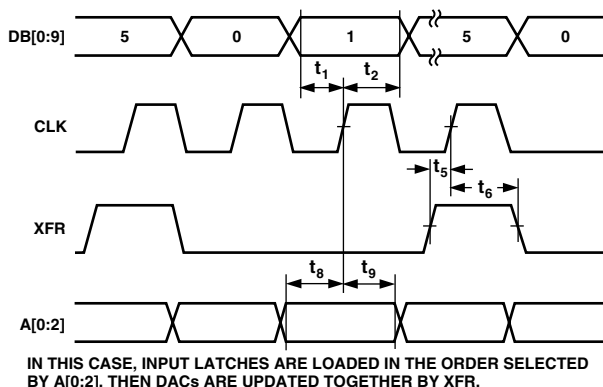 DB[0:9] 5 0 1 5 0
t1 t2
CLK
t5
t6
XFR
t8 t9
A[0:2]
IN THIS CASE, INPUT LATCHES ARE LOADED IN THE ORDER SELECTED
BY A[0:2], THEN DACs ARE UPDATED TOGETHER BY XFR.